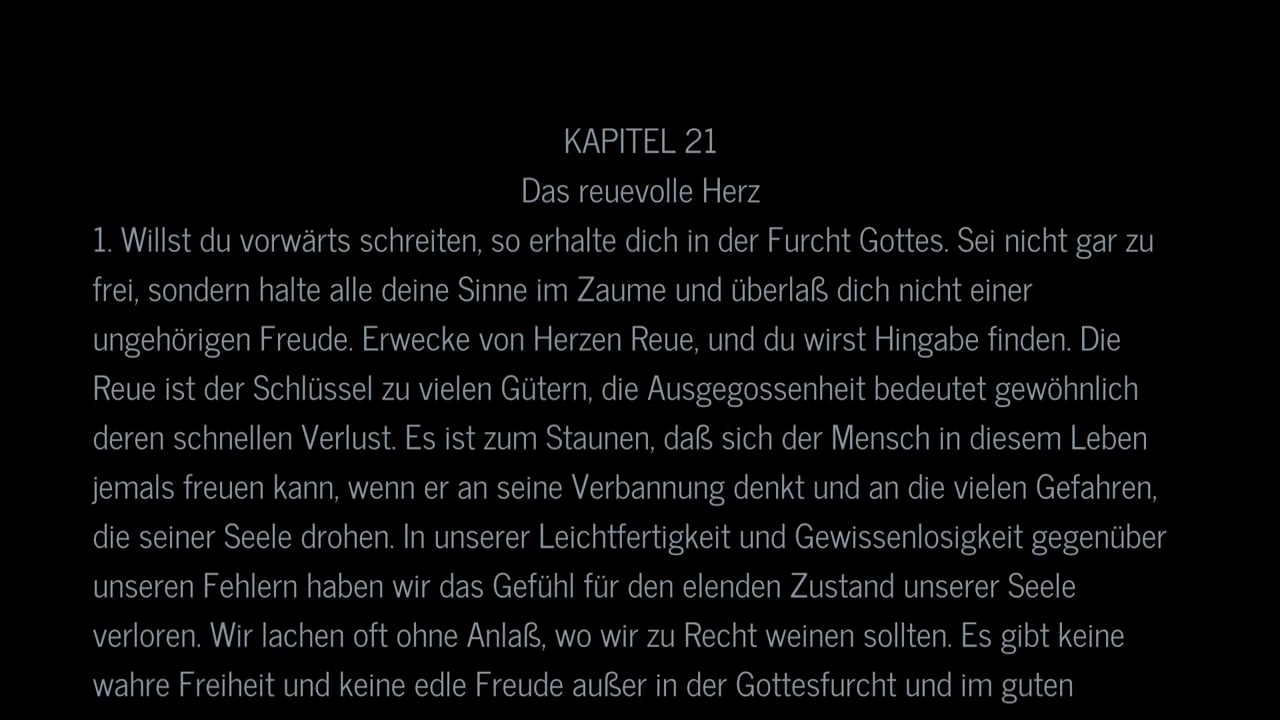 KAPITEL 21
Das reuevolle Herz
1. Willst du vorwärts schreiten, so erhalte dich in der Furcht Gottes. Sei nicht gar zu
frei, sondern halte alle deine Sinne im Zaume und überlaß dich nicht einer
ungehörigen Freude. Erwecke von Herzen Reue, und du wirst Hingabe finden. Die
Reue ist der Schlüssel zu vielen Gütern, die Ausgegossenheit bedeutet gewöhnlich
deren schnellen Verlust. Es ist zum Staunen, daß sich der Mensch in diesem Leben
jemals freuen kann, wenn er an seine Verbannung denkt und an die vielen Gefahren,
die seiner Seele drohen. In unserer Leichtfertigkeit und Gewissenlosigkeit gegenüber
unseren Fehlern haben wir das Gefühl für den elenden Zustand unserer Seele
verloren. Wir lachen oft ohne Anlaß, wo wir zu Recht weinen sollten. Es gibt keine
wahre Freiheit und keine edle Freude außer in der Gottesfurcht und im guten